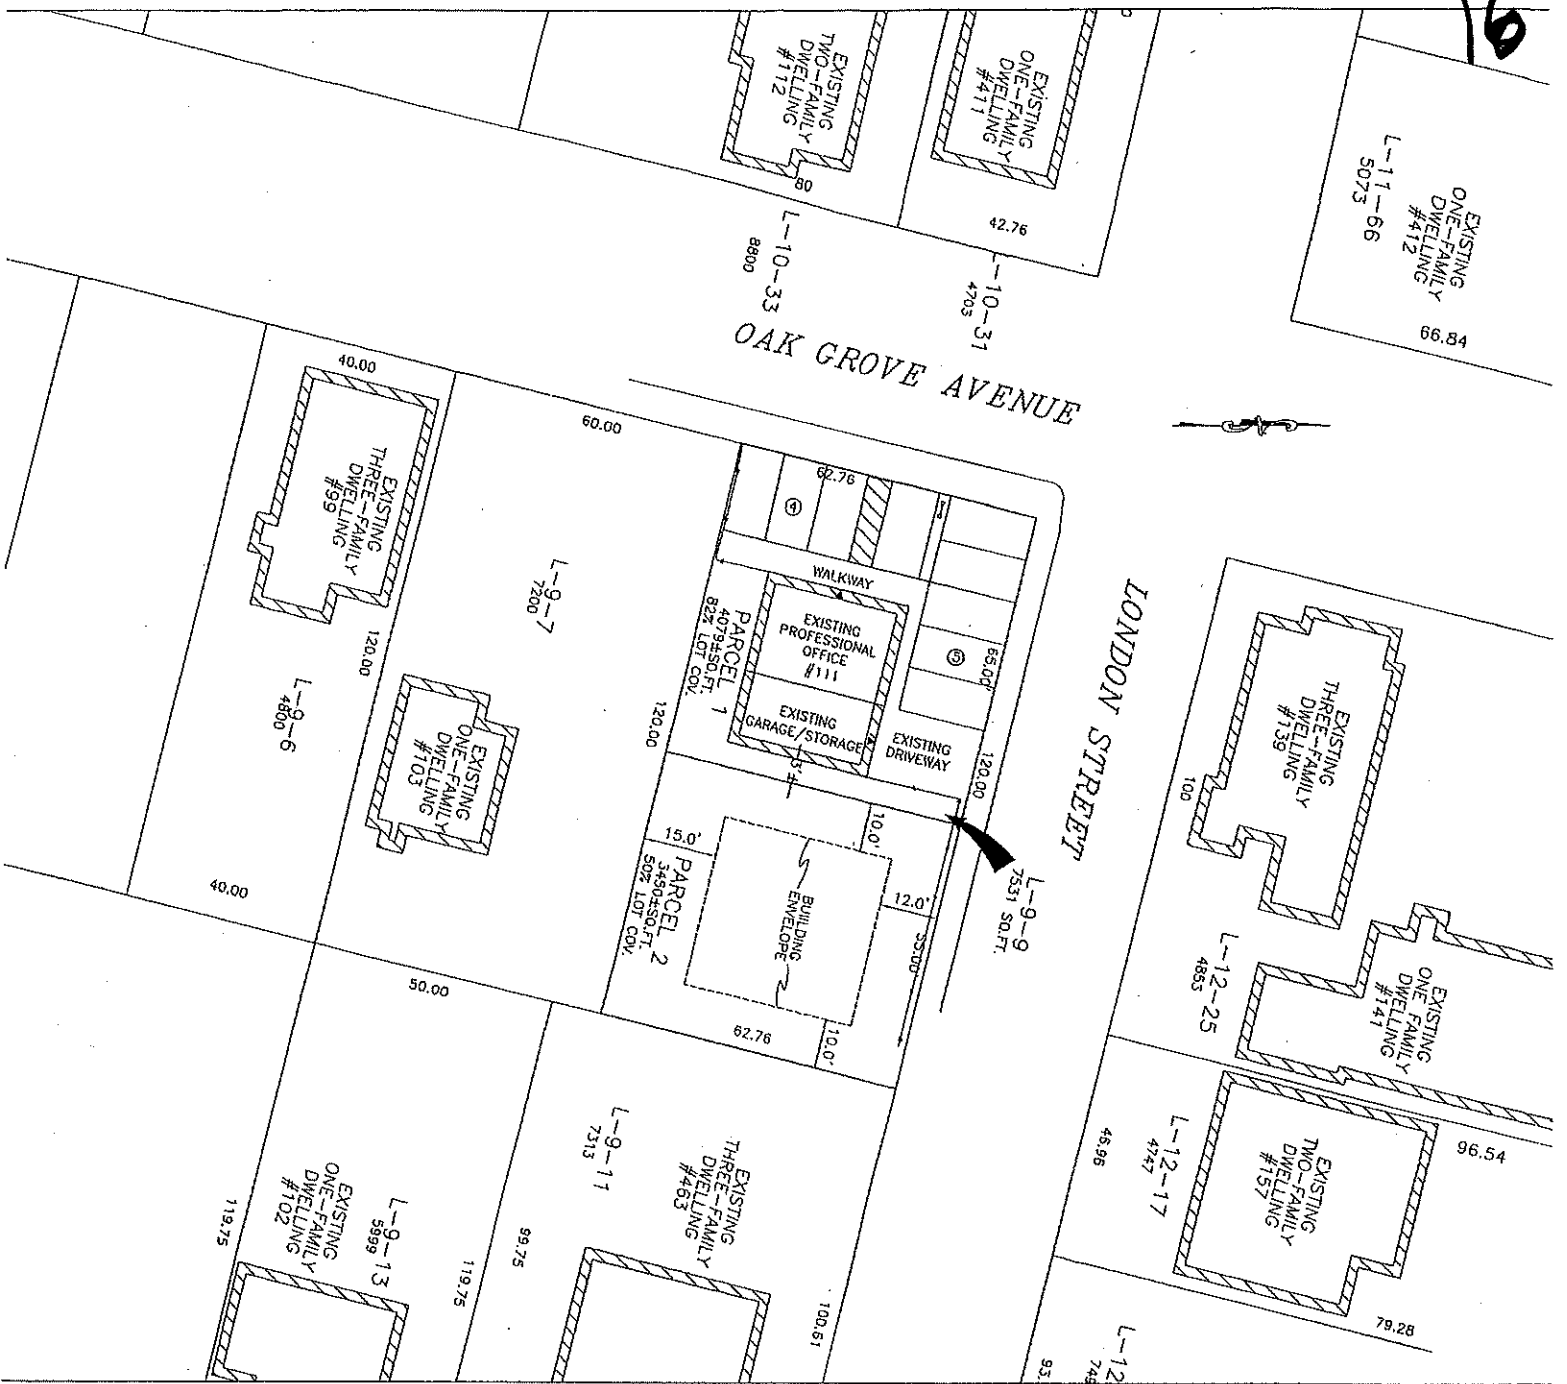 16
EXISTING
TWO-FAMILY
DWELLING
#112
EXISTING
ONE-FAMILY
DWELLING
#411
L-11-66
5073
EXISTING
ONE-FAMILY
DWELLING
#412
66.84
80
42.76
L-10-33
8800
L-10-31
4703
OAK GROVE AVENUE
40.00
60.00
62.76
EXISTING
THREE-FAMILY
DWELLING
#99
L-9-7
7200
④
WALKWAY
PARCEL 1
4079±SQ.FT.
82% LOT COV.
EXISTING
PROFESSIONAL
OFFICE
#111
⑤
65.00'
EXISTING
GARAGE/STORAGE
EXISTING
DRIVEWAY
120.00
LONDON STREET
EXISTING
THREE-FAMILY
DWELLING
#139
100
120.00
L-9-6
4800
EXISTING
ONE-FAMILY
DWELLING
#103
120.00
3'±
15.0'
10.0'
PARCEL 2
3450±SQ.FT.
50% LOT COV.
BUILDING
ENVELOPE
12.0'
55.00'
L-9-9
7531 SQ.FT.
L-12-25
4853
EXISTING
ONE FAMILY
DWELLING
#141
40.00
50.00
62.76
10.0'
46.96
L-12-17
4747
EXISTING
TWO-FAMILY
DWELLING
#157
96.54
79.28
L-9-11
7313
EXISTING
THREE-FAMILY
DWELLING
#463
119.75
EXISTING
ONE-FAMILY
DWELLING
#102
L-9-13
5999
119.75
99.75
100.61
93.
L-12